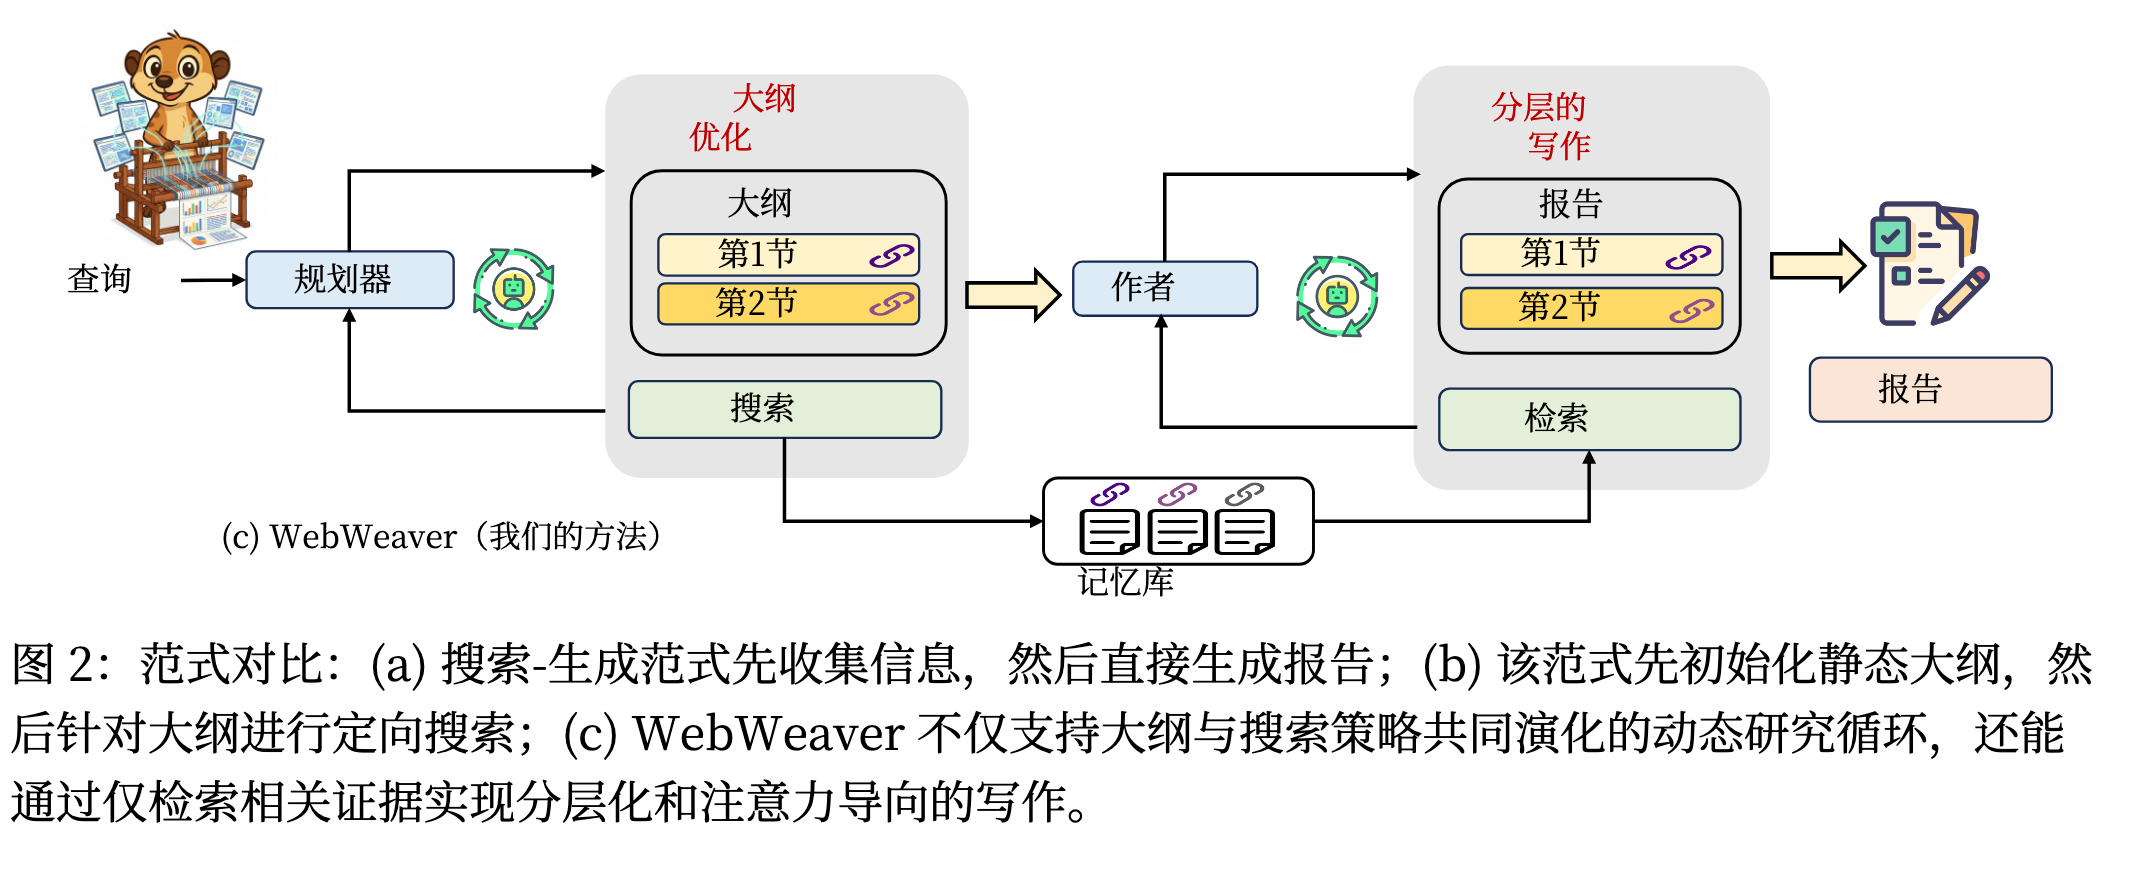 大纲
优化
分层的
写作
大纲
报告
第1节
第1节
查询
规划器
作者
第2节
第2节
报告
搜索
检索
(c) WebWeaver（我们的方法）
记忆库
图 2：范式对比：(a) 搜索-生成范式先收集信息，然后直接生成报告；(b) 该范式先初始化静态大纲，然
后针对大纲进行定向搜索；(c) WebWeaver 不仅支持大纲与搜索策略共同演化的动态研究循环，还能
通过仅检索相关证据实现分层化和注意力导向的写作。